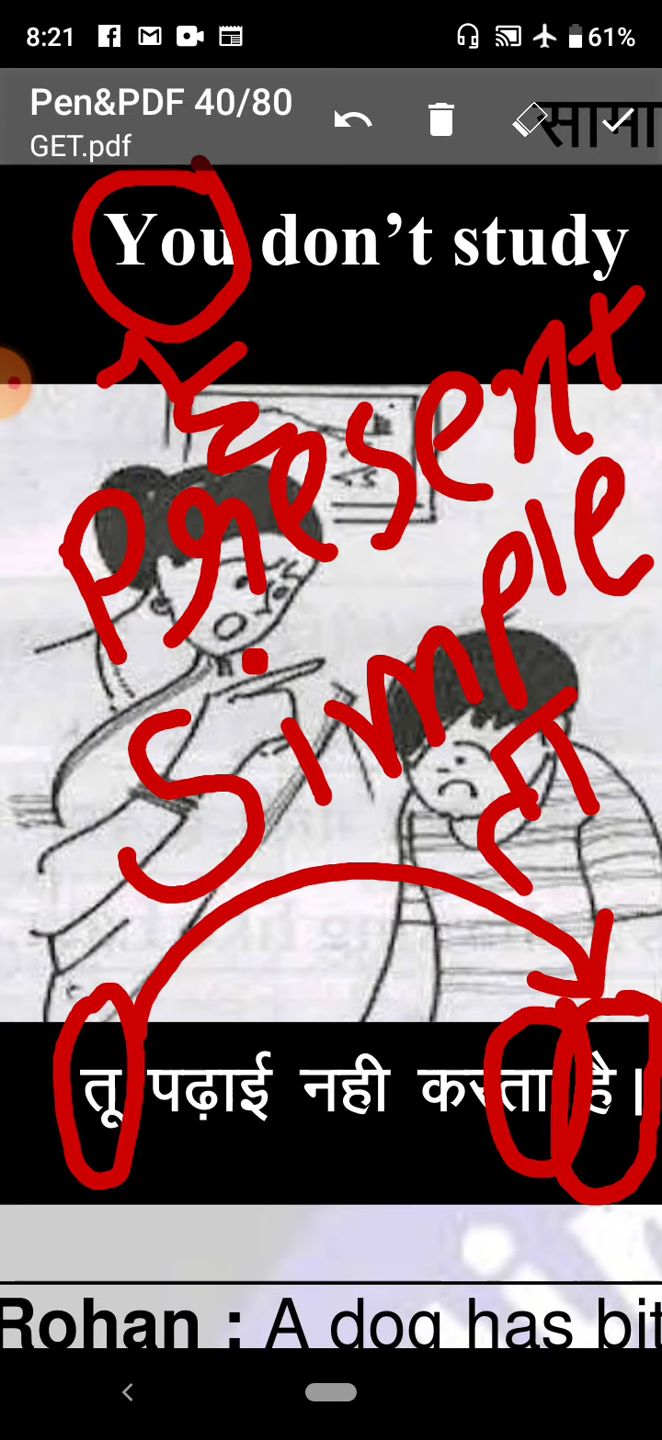 8:21
61%
Pen&PDF 40/80
GET.pdf
सामा
You don't study
Present
Simple
तू पढ़ाई नही करता है।
Rohan : A dog has bit